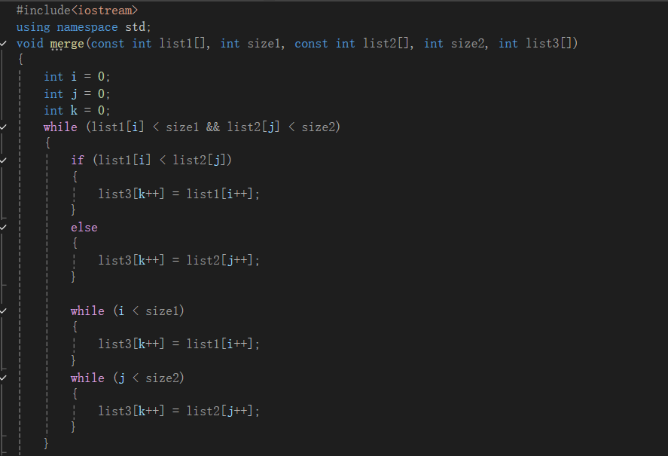 #include<iostream>
using namespace std;
void merge(const int list1[], int size1, const int list2[], int size2, int list3[])
{
int i = 0;
int j = 0;
int k = 0;
while (list1[i] < size1 && list2[j] < size2)
{
if (list1[i] < list2[j])
{
list3[k++] = list1[i++];
}
else
{
list3[k++] = list2[j++];
}
while (i < size1)
{
list3[k++] = list1[i++];
}
while (j < size2)
{
list3[k++] = list2[j++];
}
}